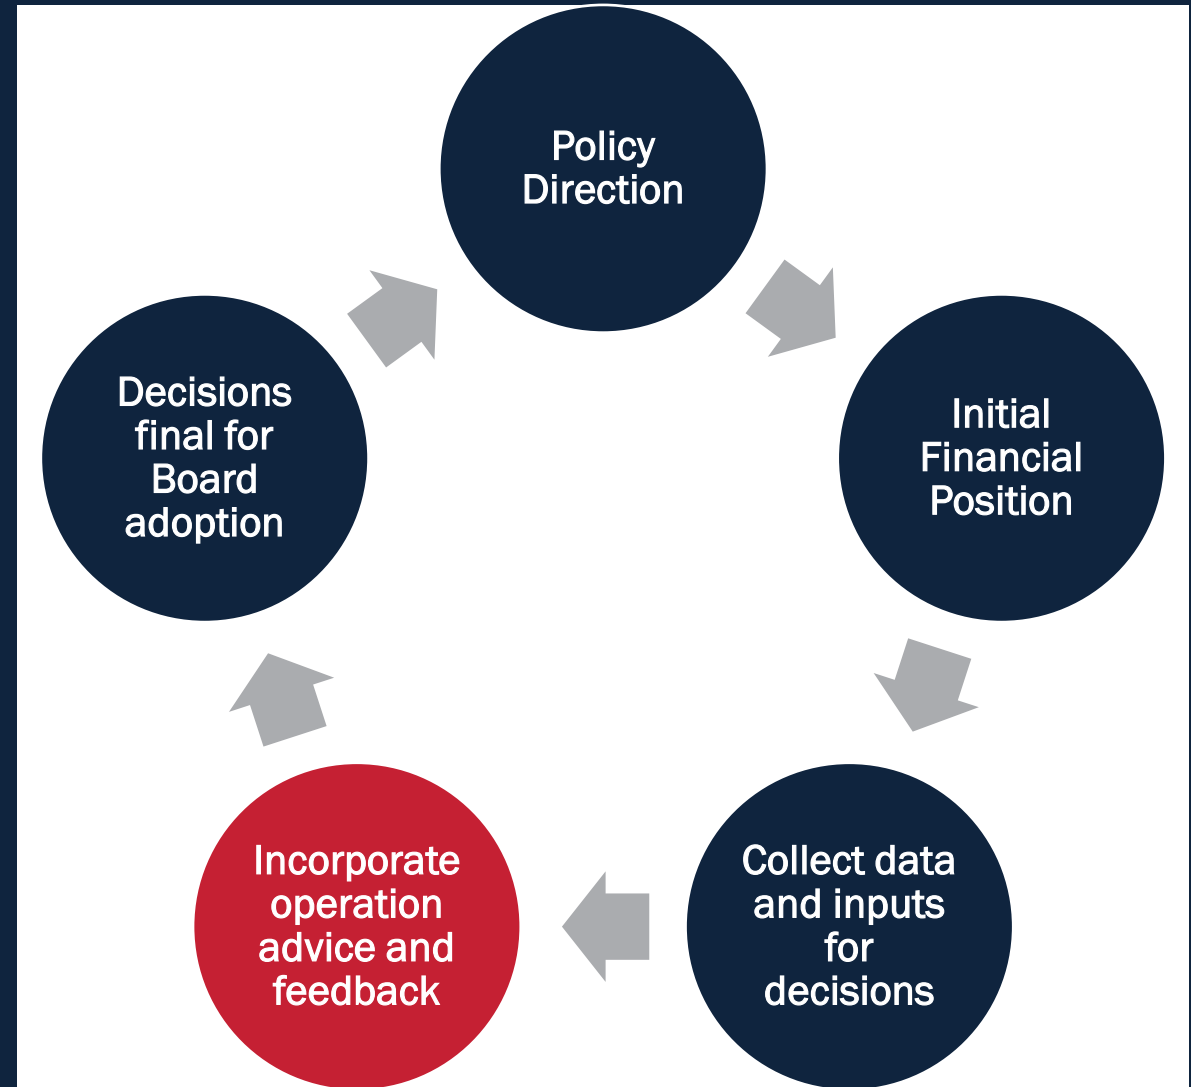 Policy
Direction
Initial
Financial
Position
Collect data
and inputs
for
decisions
Incorporate
operation
advice and
feedback
Decisions
final for
Board
adoption